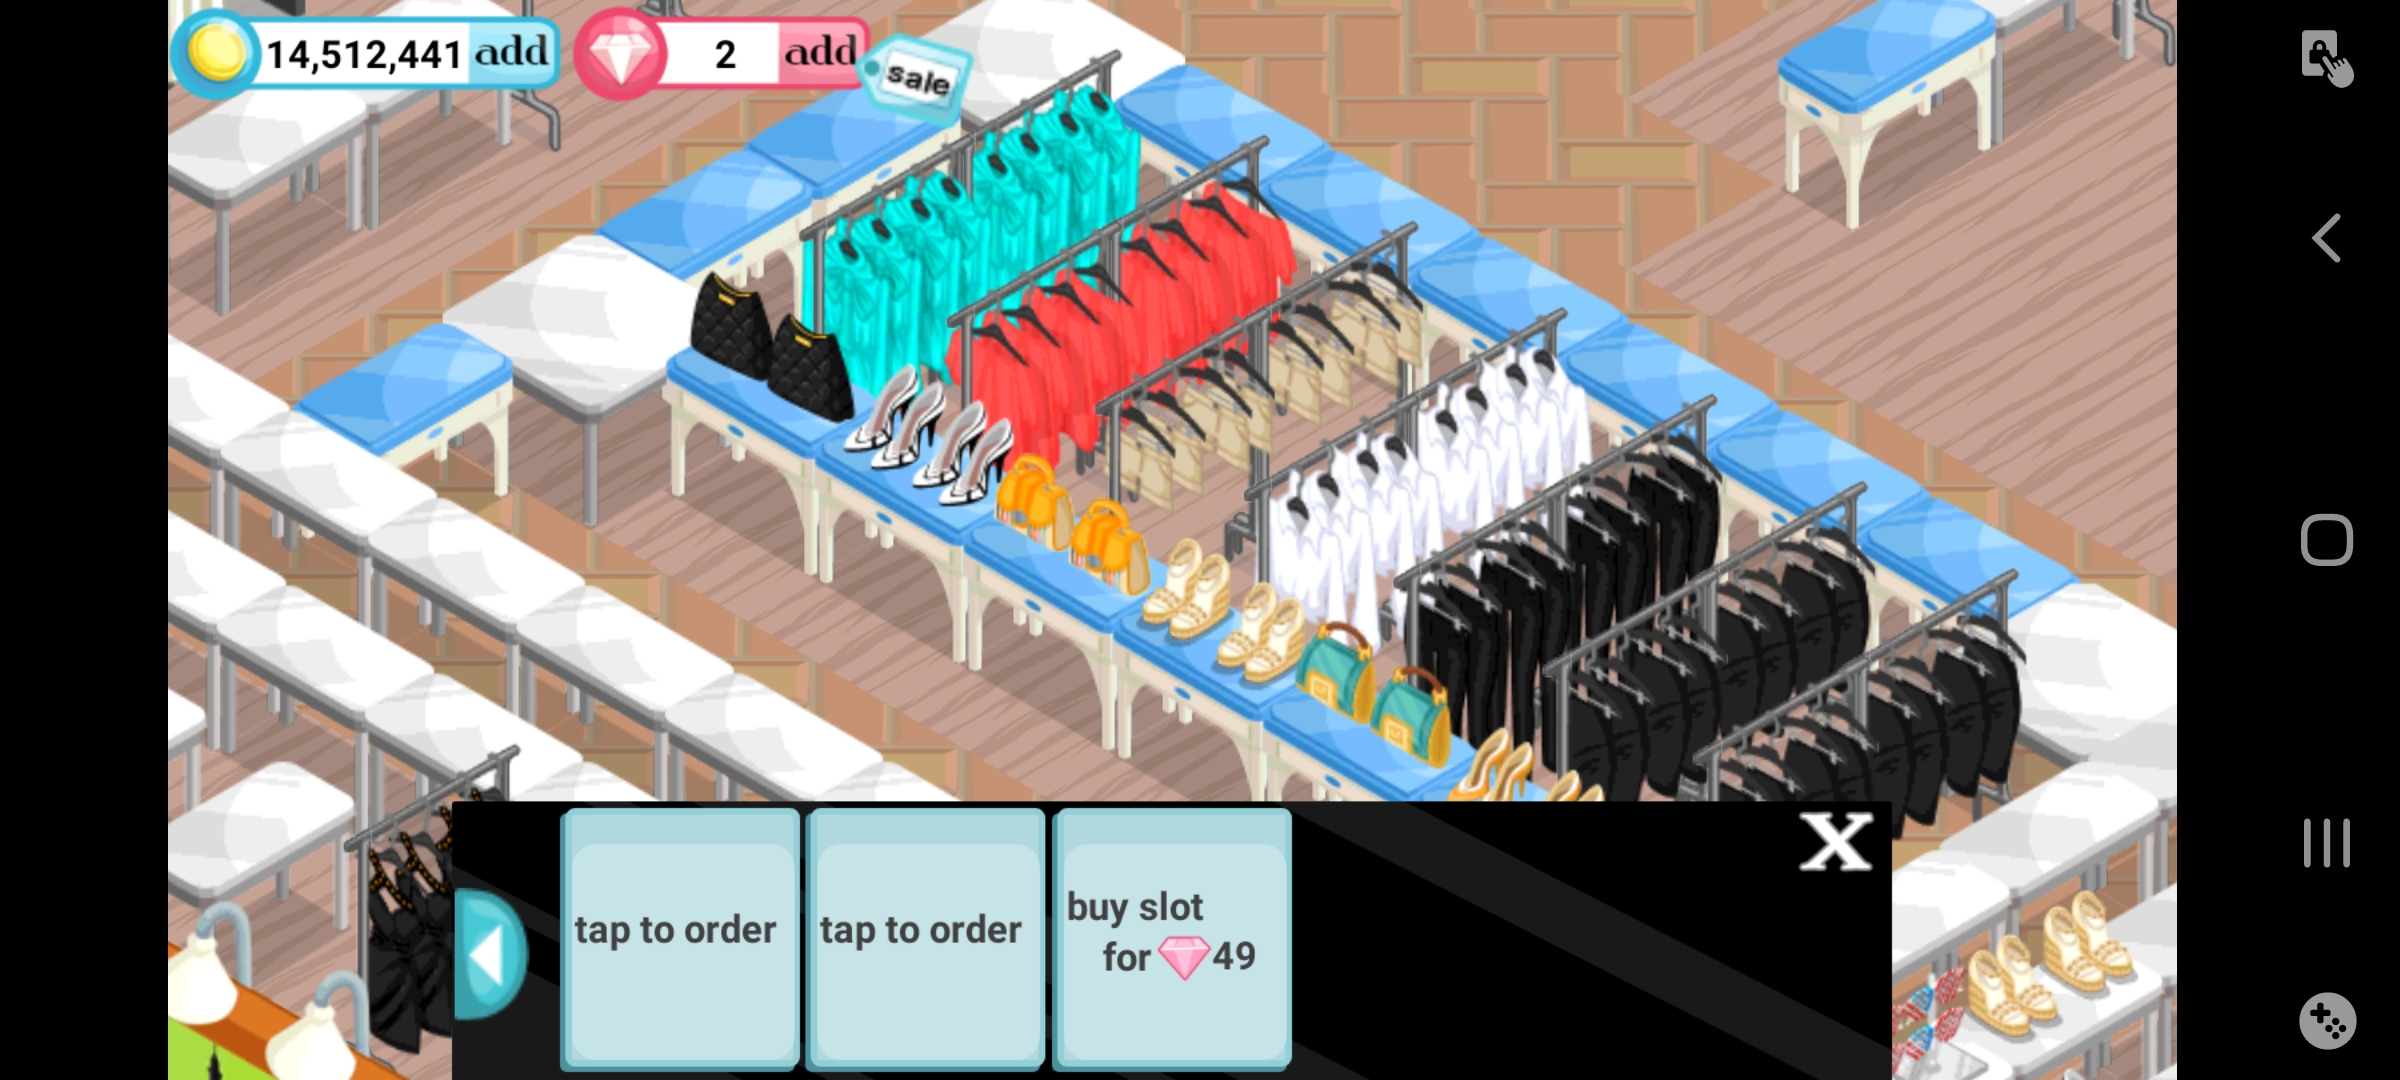 14,512,441 add
2 add
sale
tap to order
tap to order
buy slot
for 49
X